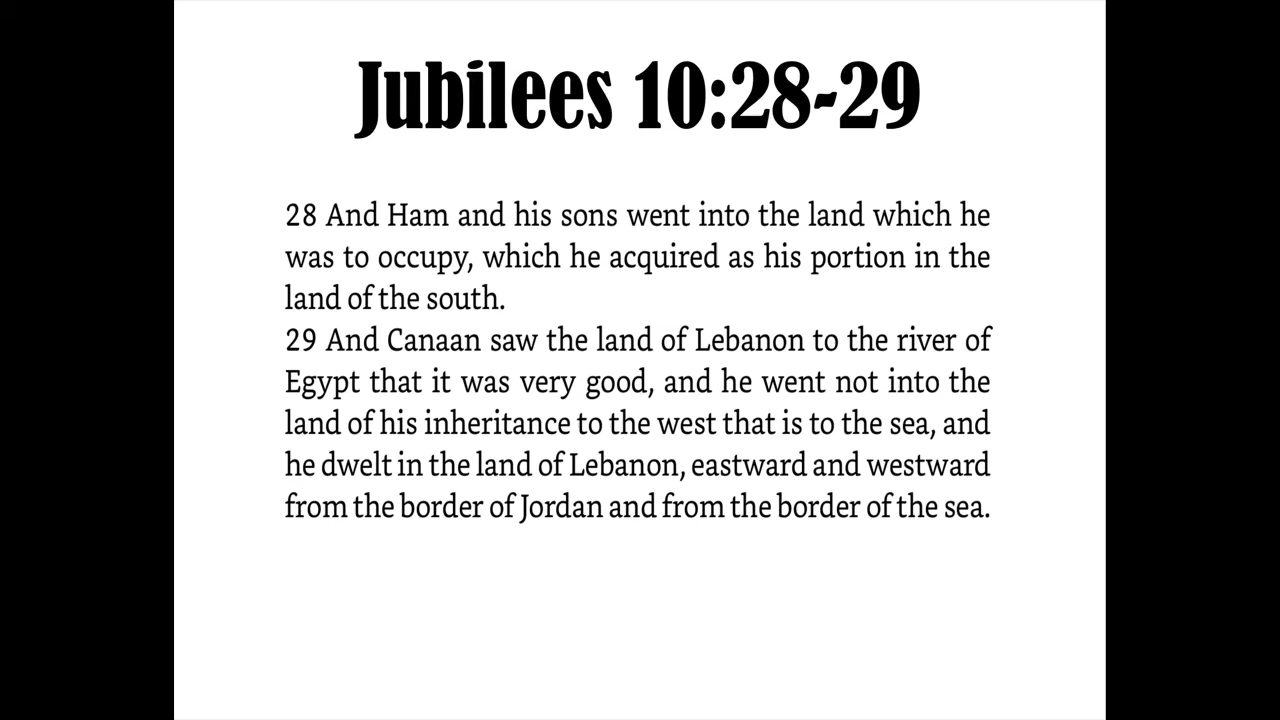 Jubilees 10:28-29
28 And Ham and his sons went into the land which he
was to occupy, which he acquired as his portion in the
land of the south.
29 And Canaan saw the land of Lebanon to the river of
Egypt that it was very good, and he went not into the
land of his inheritance to the west that is to the sea, and
he dwelt in the land of Lebanon, eastward and westward
from the border of Jordan and from the border of the sea.